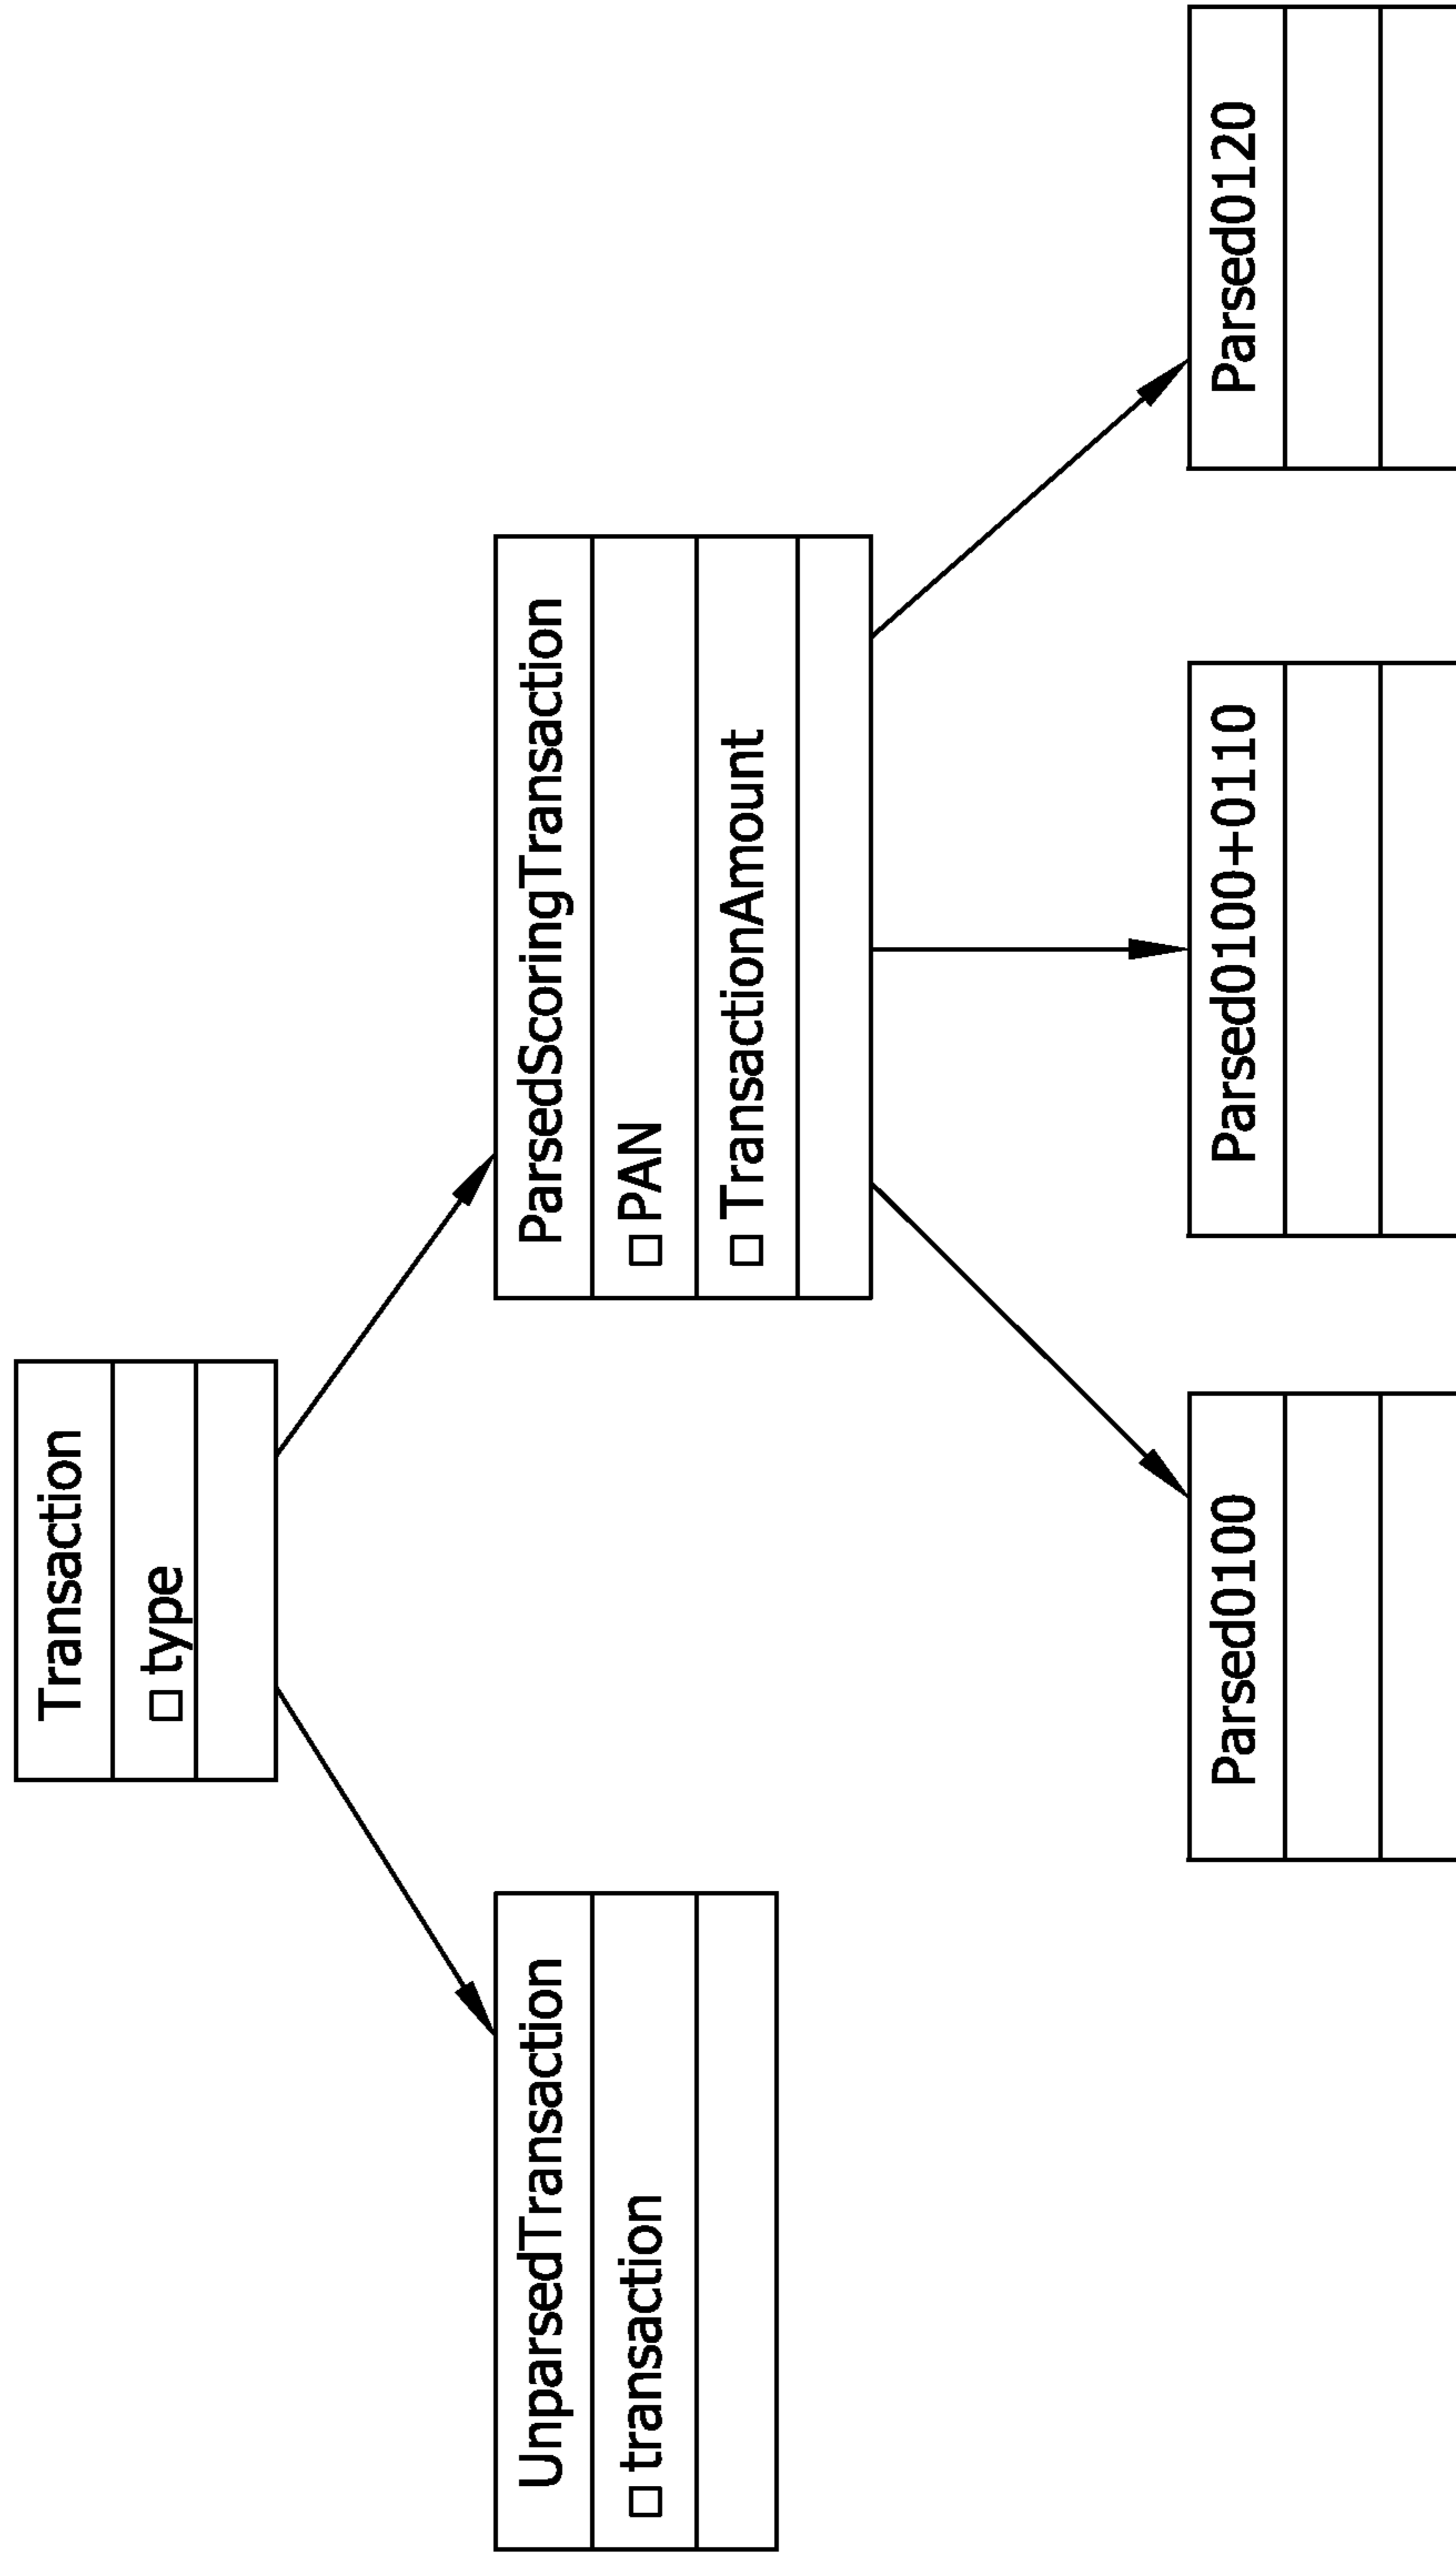 Transaction
□ type
UnparsedTransaction
□ transaction
ParsedScoringTransaction
□ PAN
□ TransactionAmount
Parsed0100
Parsed0100+0110
Parsed0120